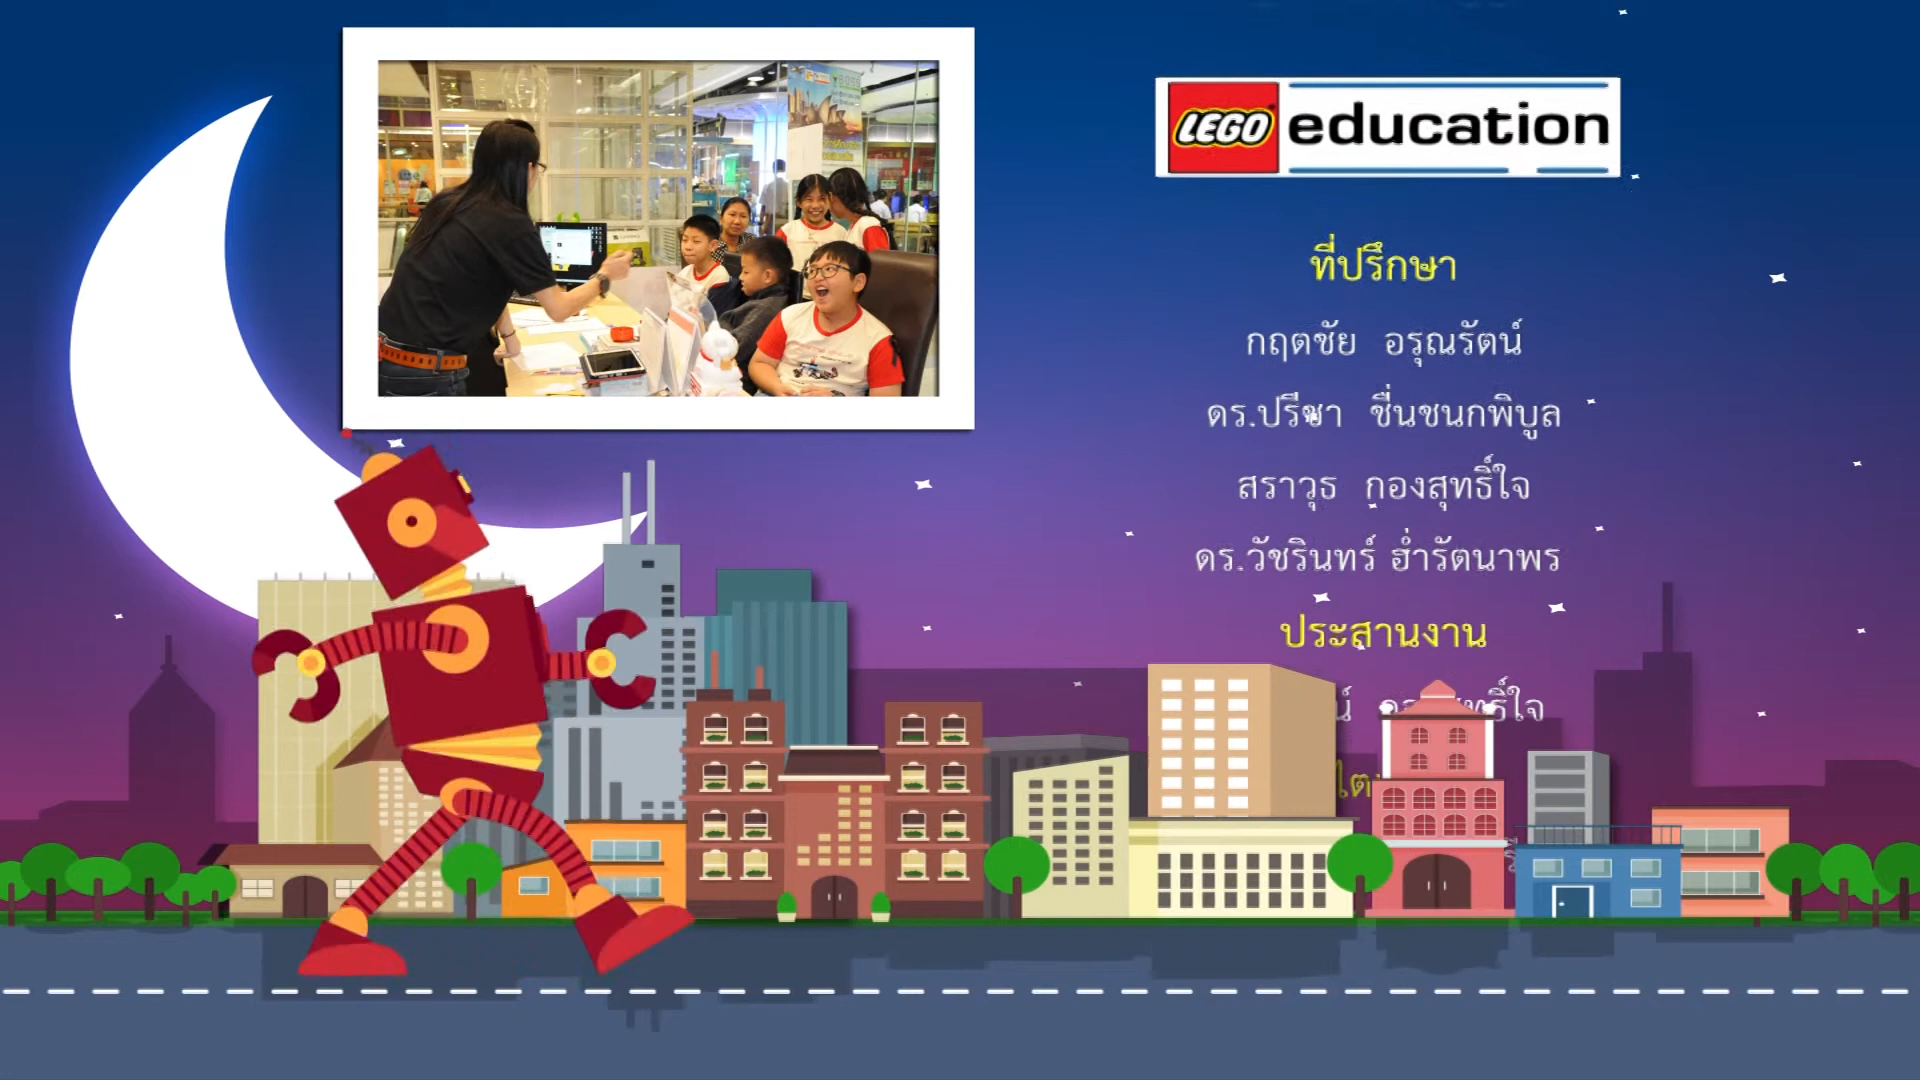 LEGO education
ที่ปรึกษา
กฤตชัย อรุณรัตน์
ดร.ปรีชา ชื่นชนกพิบูล
สราวุธ กองสุทธิ์ใจ
ดร.วัชรินทร์ ฮ่ำรัตนาพร
ประสานงาน